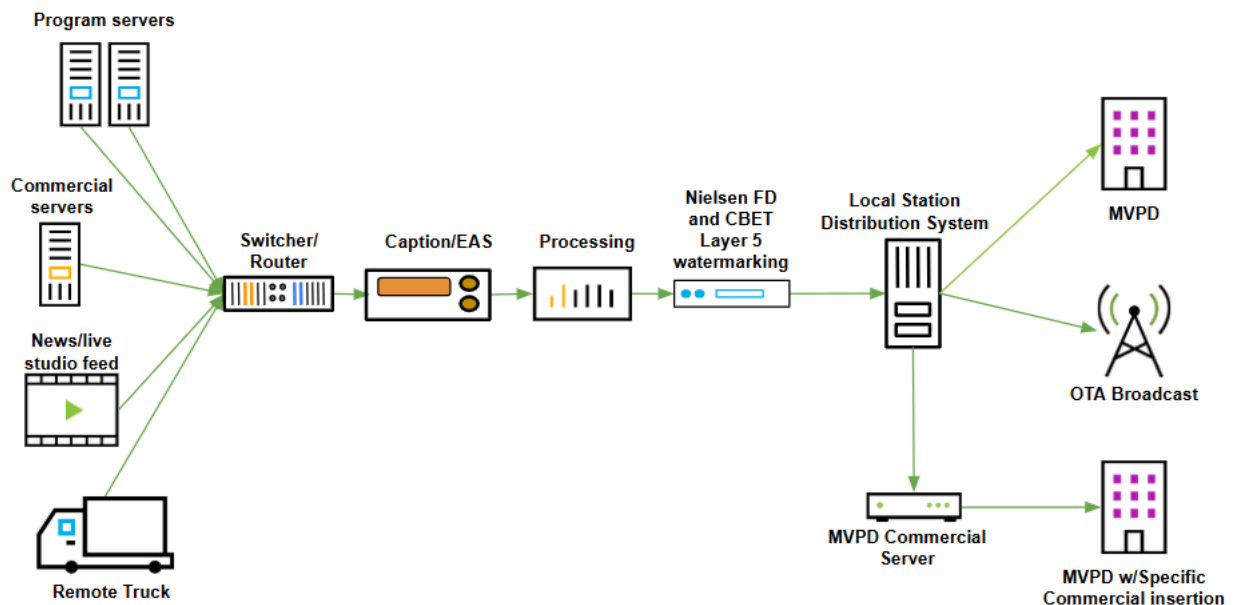 Program servers
Commercial
servers
News/live
studio feed
Remote Truck
Switcher/
Router
Caption/EAS
Processing
Nielsen FD
and CBET
Layer 5
watermarking
Local Station
Distribution System
MVPD
OTA Broadcast
MVPD Commercial
Server
MVPD w/Specific
Commercial insertion